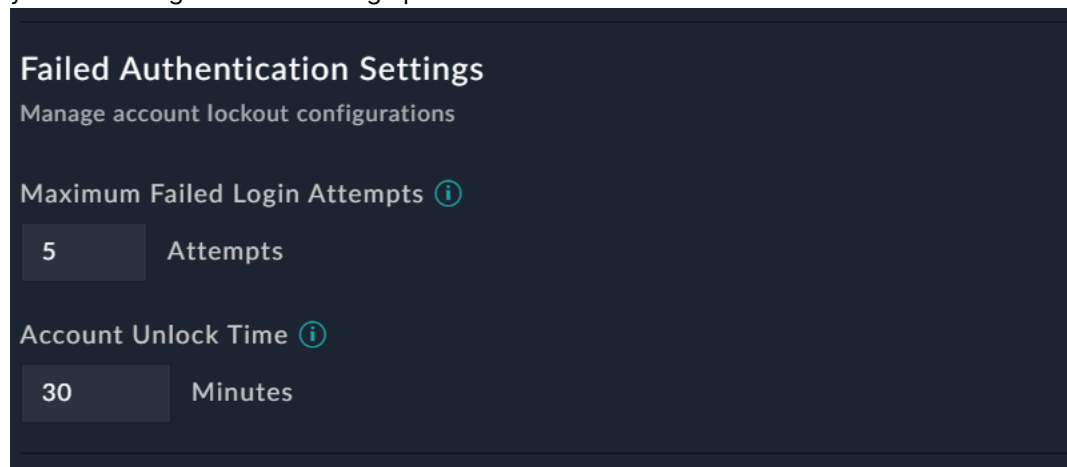 Failed Authentication Settings
Manage account lockout configurations
Maximum Failed Login Attempts
5 Attempts
Account Unlock Time
30 Minutes